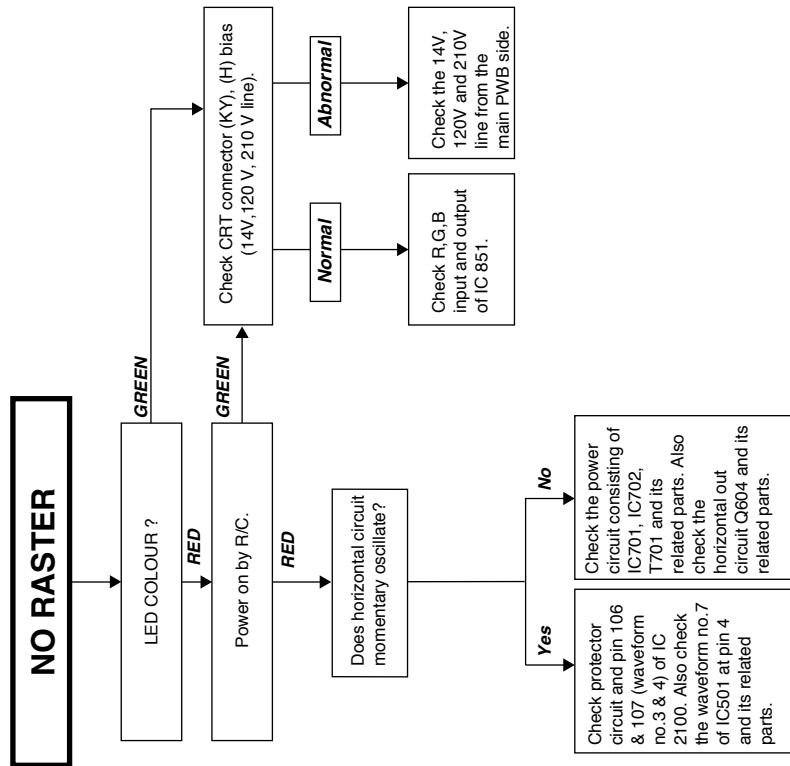 NO RASTER
LED COLOUR ?
GREEN
RED
Power on by R/C.
GREEN
RED
Check CRT connector (KY), (H) bias
(14V,120 V, 210 V line).
Normal
Abnormal
Check R,G,B
input and output
of IC 851.
Check the 14V,
120V and 210V
line from the
main PWB side.
Does horizontal circuit
momentary oscillate?
Yes
No
Check protector
circuit and pin 106
& 107 (waveform
no.3 & 4) of IC
2100. Also check
the waveform no.7
of IC501 at pin 4
and its related
parts.
Check the power
circuit consisting of
IC701, IC702,
T701 and its
related parts. Also
check the
horizontal out
circuit Q604 and its
related parts.